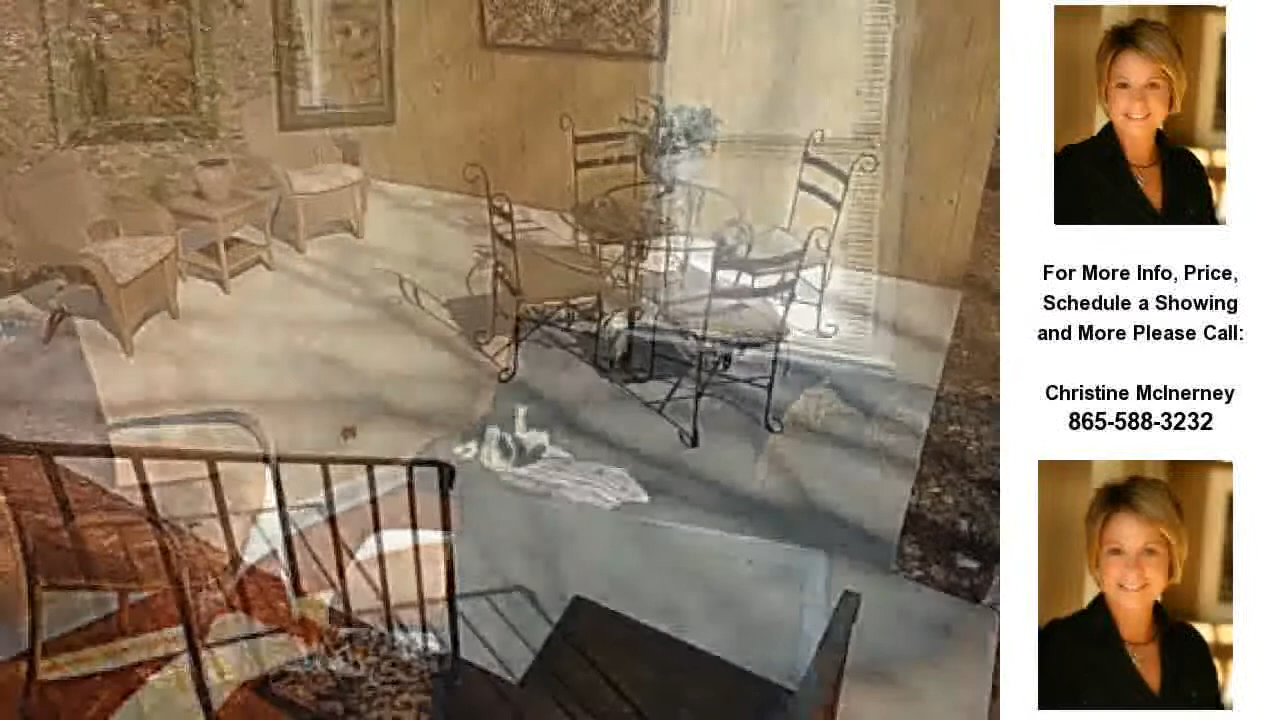 For More Info, Price,
Schedule a Showing
and More Please Call:
Christine McInerney
865-588-3232